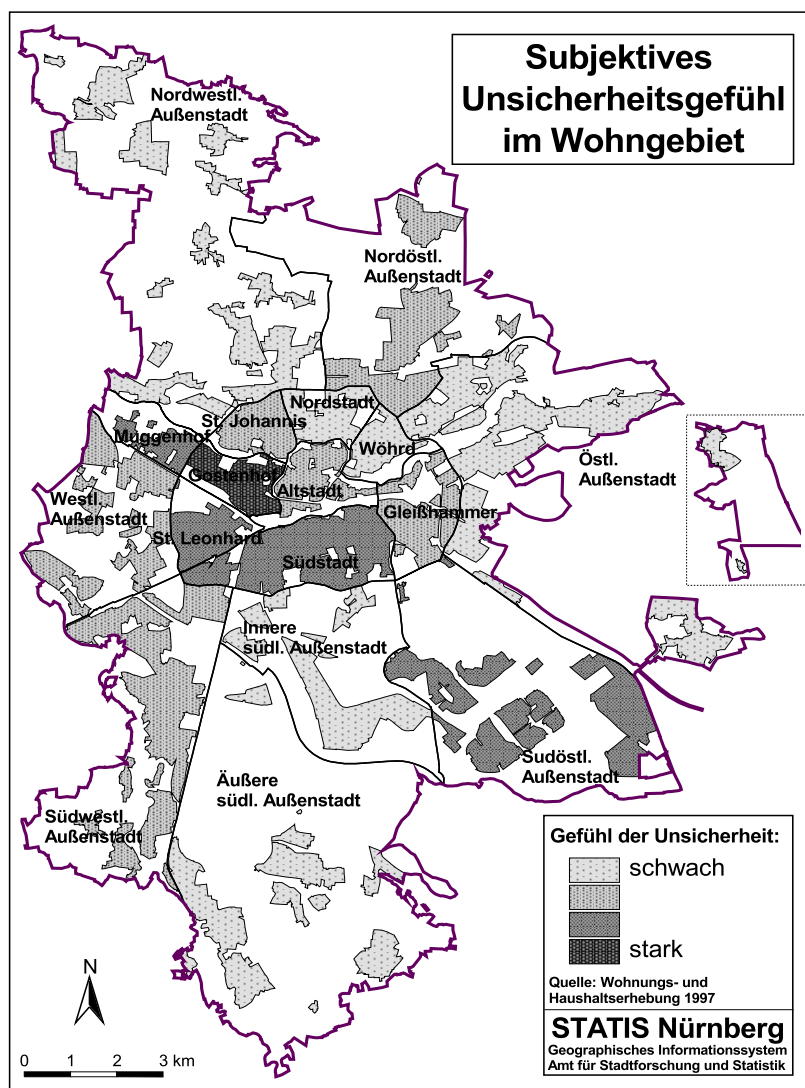 Subjektives
Unsicherheitsgefühl
im Wohngebiet
Nordwestl.
Außenstadt
Nordöstl.
Außenstadt
Nordstadt
St. Johannis
Muggenhof
Wöhrd
Gostenhof
Altstadt
Östl.
Außenstadt
Westl.
Außenstadt
Gleißhammer
St. Leonhard
Südstadt
Innere
südl. Außenstadt
Sudöstl.
Außenstadt
Äußere
südl. Außenstadt
Südwestl.
Außenstadt
Gefühl der Unsicherheit:
schwach
stark
Quelle: Wohnungs- und
Haushaltserhebung 1997
STATIS Nürnberg
Geographisches Informationssystem
Amt für Stadtforschung und Statistik
N
0 1 2 3 km